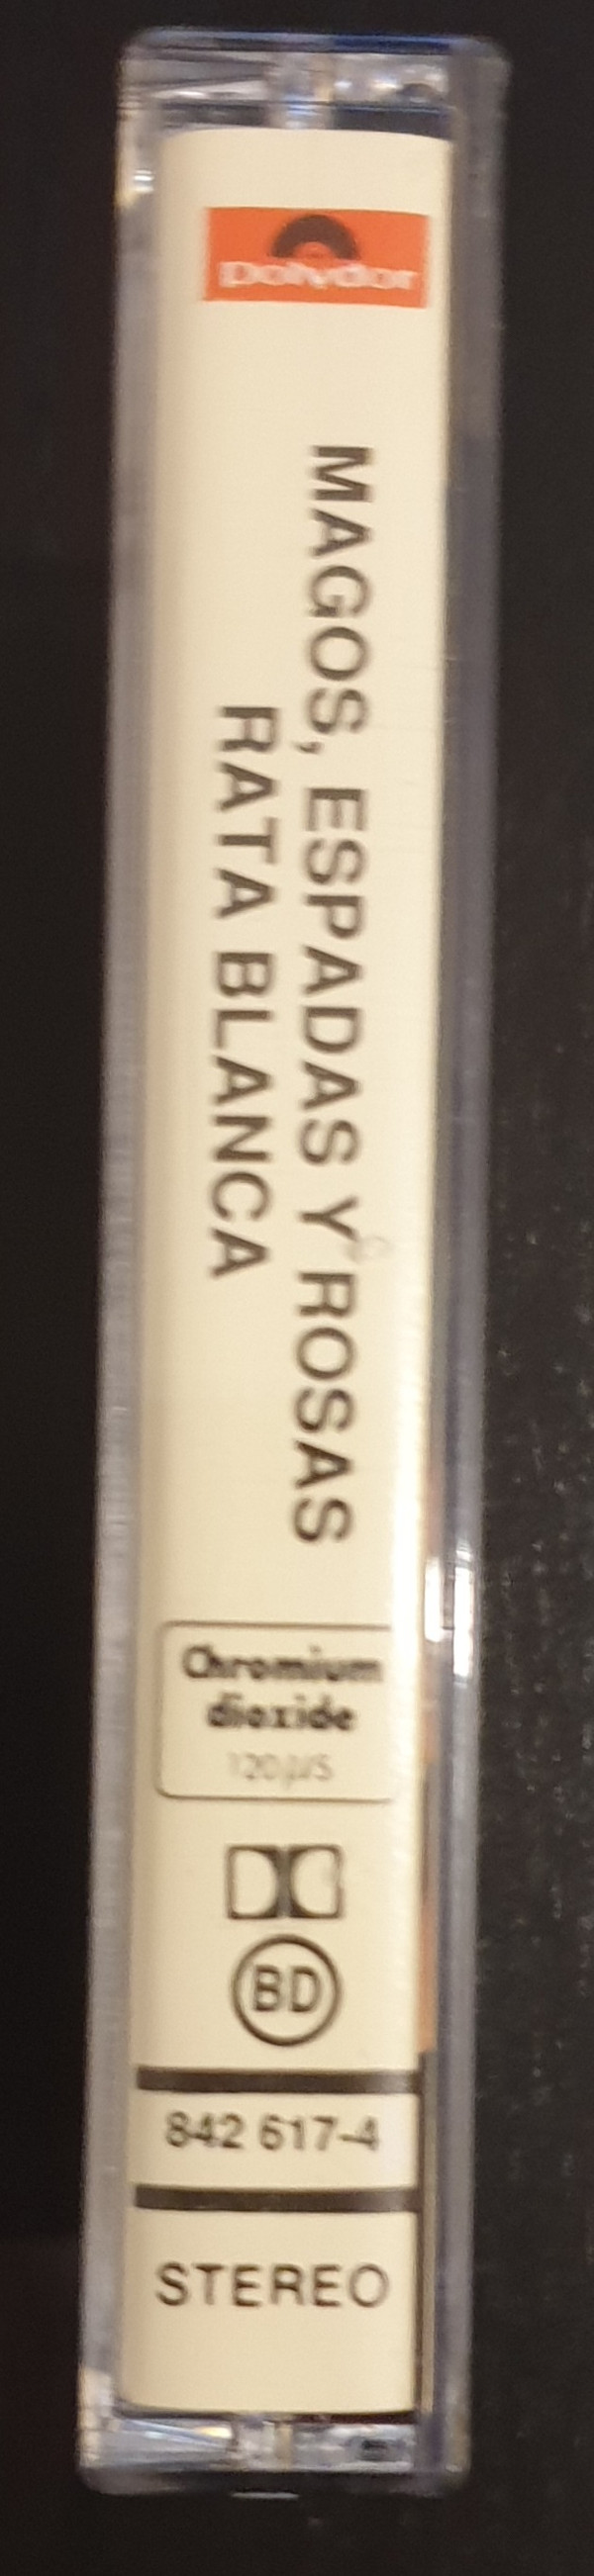 polydor
MAGOS, ESPADAS Y ROSAS
RATA BLANCA
Chromium
dioxide
120 µs
BD
842 617-4
STEREO